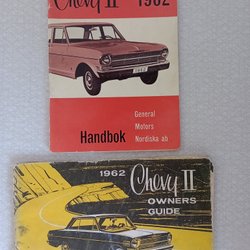 Chevy II 1962
General
Motors
Nordiska ab
Handbok
1962 Chevy II
OWNERS
GUIDE